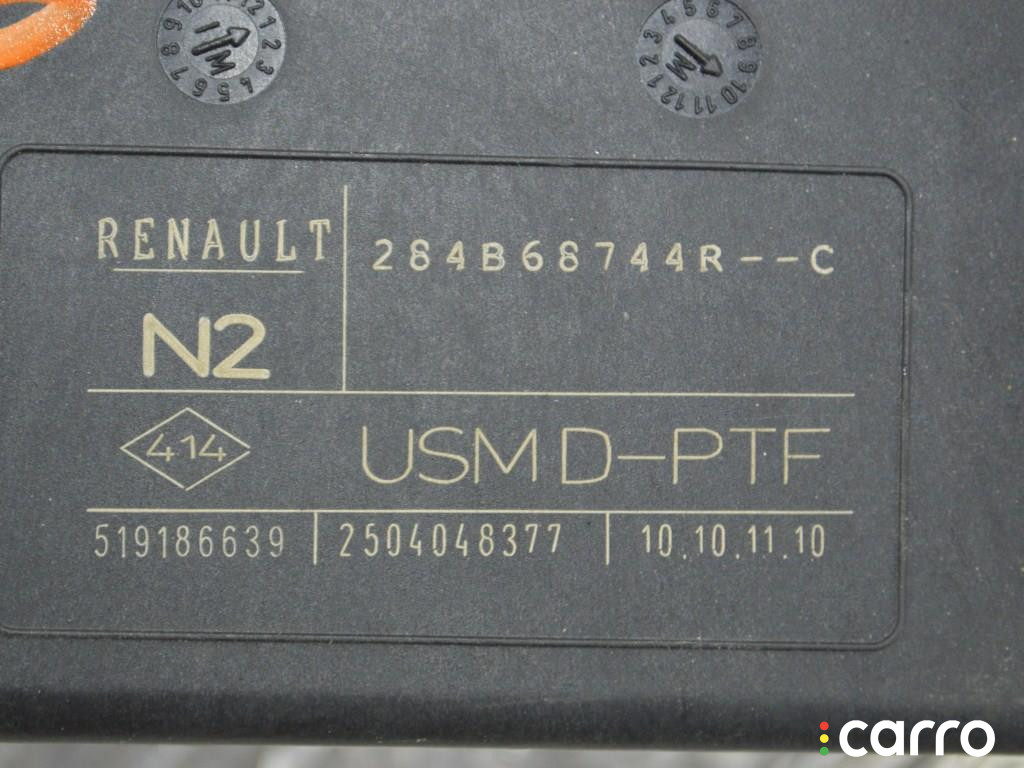 RENAULT
284B68744R--C
N2
414
USM D-PTF
519186639
2504048377
10.10.11.10
carro